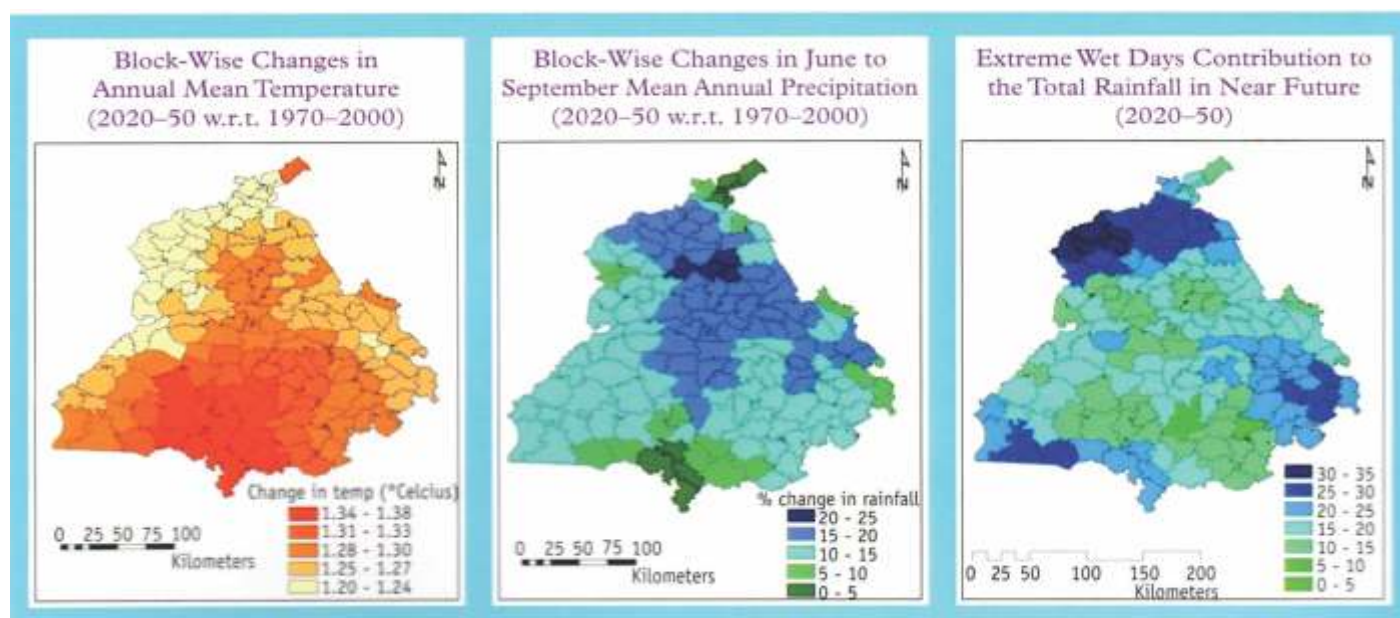 Block-Wise Changes in
Annual Mean Temperature
(2020–50 w.r.t. 1970–2000)
N
Change in temp (°Celcius)
1.34 - 1.38
1.31 - 1.33
1.28 - 1.30
1.25 - 1.27
1.20 - 1.24
0 25 50 75 100
Kilometers
Block-Wise Changes in June to
September Mean Annual Precipitation
(2020–50 w.r.t. 1970–2000)
N
% change in rainfall
20 - 25
15 - 20
10 - 15
5 - 10
0 - 5
0 25 50 75 100
Kilometers
Extreme Wet Days Contribution to
the Total Rainfall in Near Future
(2020–50)
N
30 - 35
25 - 30
20 - 25
15 - 20
10 - 15
0 - 5
0 25 50 100 150 200
Kilometers